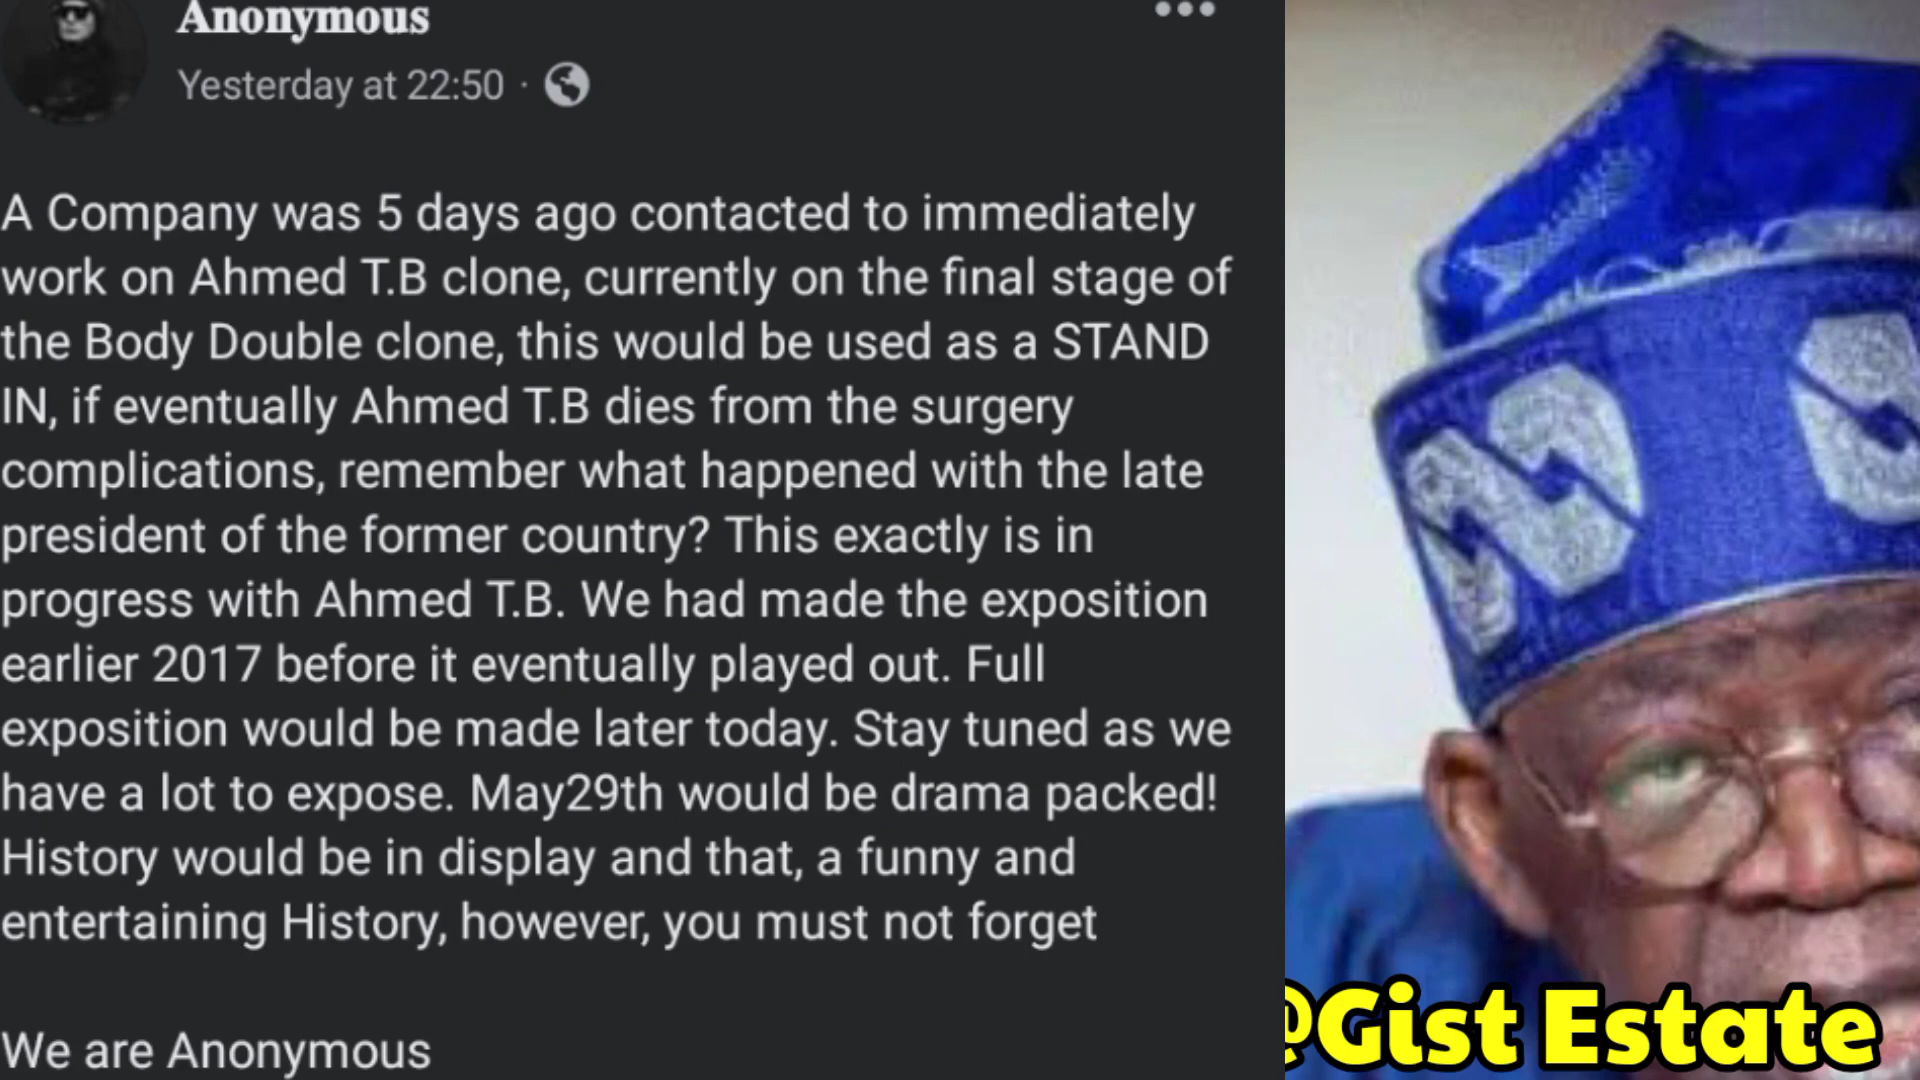 Anonymous
Yesterday at 22:50 ·
A Company was 5 days ago contacted to immediately
work on Ahmed T.B clone, currently on the final stage of
the Body Double clone, this would be used as a STAND
IN, if eventually Ahmed T.B dies from the surgery
complications, remember what happened with the late
president of the former country? This exactly is in
progress with Ahmed T.B. We had made the exposition
earlier 2017 before it eventually played out. Full
exposition would be made later today. Stay tuned as we
have a lot to expose. May29th would be drama packed!
History would be in display and that, a funny and
entertaining History, however, you must not forget
We are Anonymous
@Gist Estate